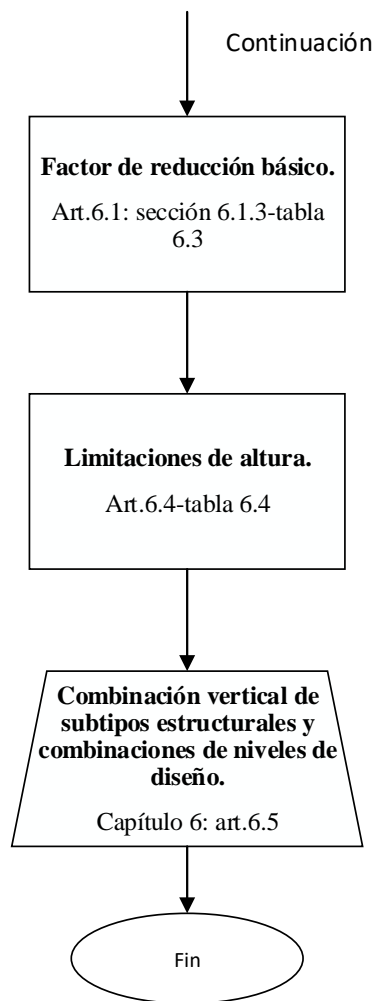 Continuación
Factor de reducción básico.
Art.6.1: sección 6.1.3-tabla
6.3
Limitaciones de altura.
Art.6.4-tabla 6.4
Combinación vertical de
subtipos estructurales y
combinaciones de niveles de
diseño.
Capítulo 6: art.6.5
Fin